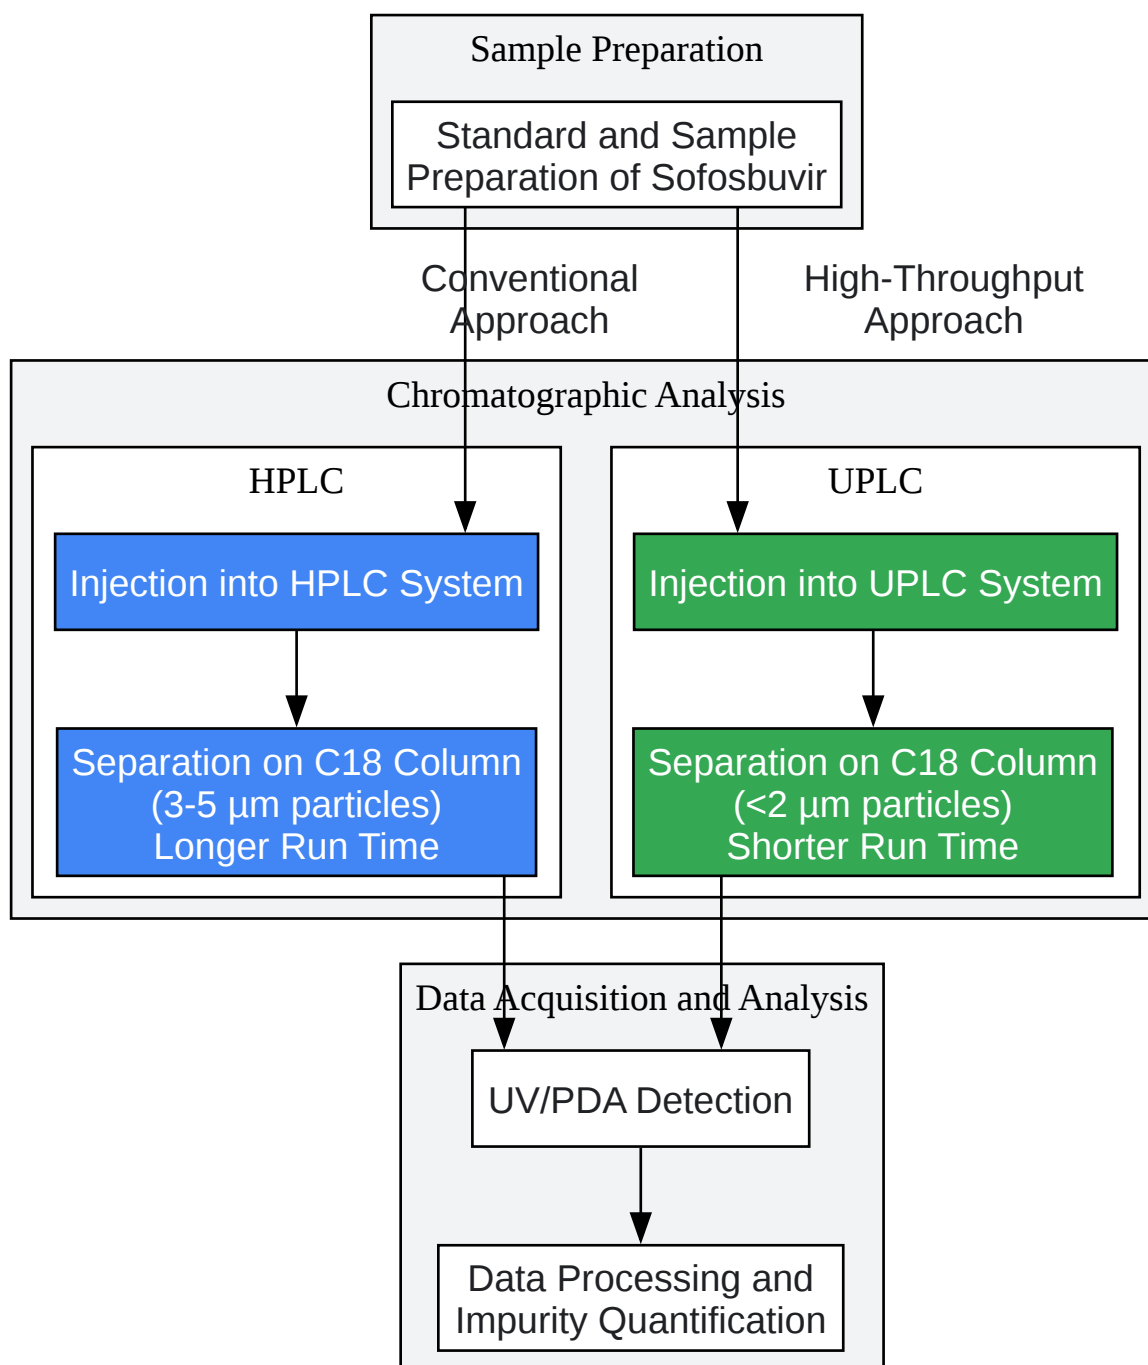 Sample Preparation
Standard and Sample
Preparation of Sofosbuvir
Conventional
Approach
High-Throughput
Approach
Chromatographic Analysis
HPLC
Injection into HPLC System
Separation on C18 Column
(3-5 µm particles)
Longer Run Time
UPLC
Injection into UPLC System
Separation on C18 Column
(<2 µm particles)
Shorter Run Time
Data Acquisition and Analysis
UV/PDA Detection
Data Processing and
Impurity Quantification